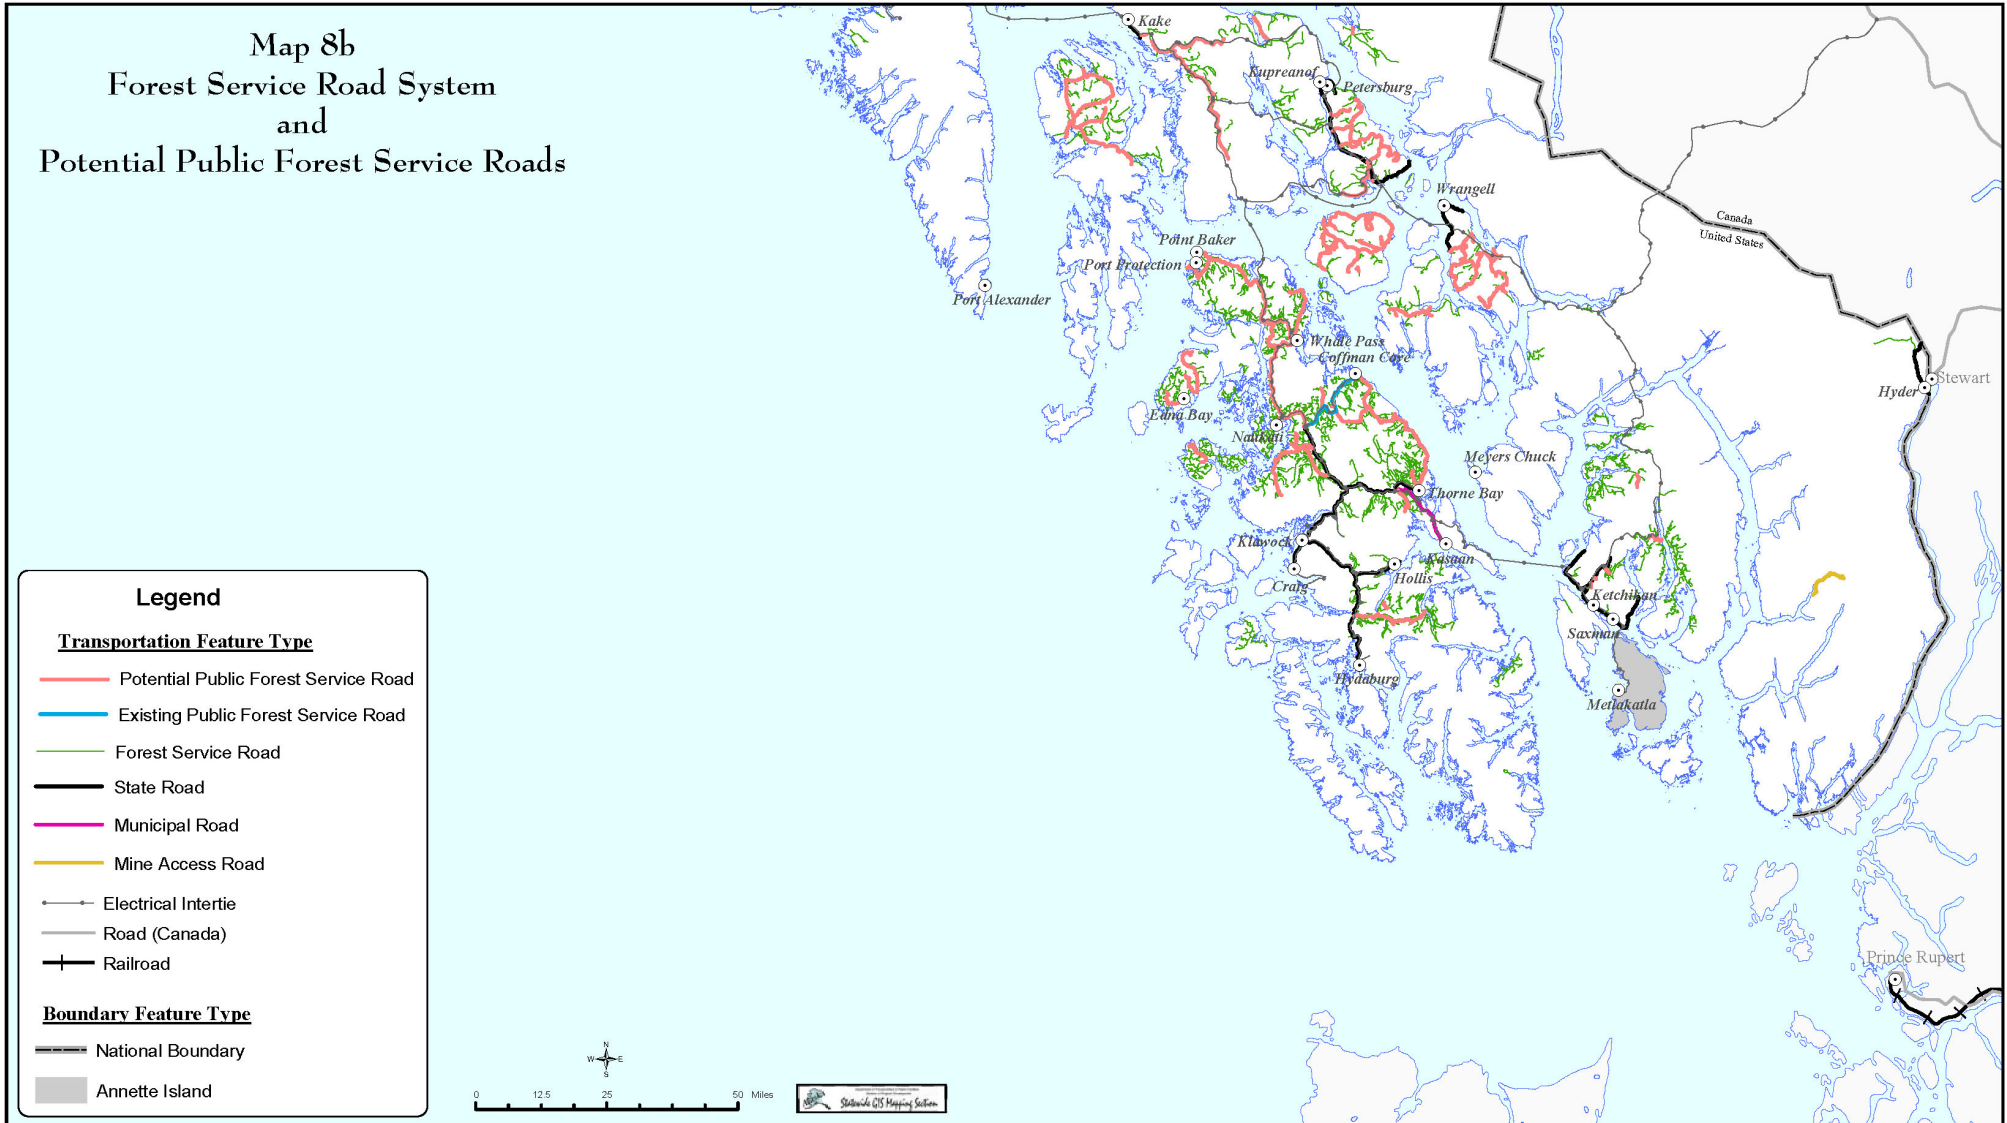 Map 8b
Forest Service Road System
and
Potential Public Forest Service Roads
Kake
Kupreanof
Petersburg
Wrangell
Canada
United States
Point Baker
Port Protection
Port Alexander
Whale Pass
Coffman Cove
Stewart
Hyder
Edna Bay
Naukati
Meyers Chuck
Thorne Bay
Klawock
Kasaan
Hollis
Craig
Ketchikan
Saxman
Hydaburg
Metlakatla
Prince Rupert
Legend
Transportation Feature Type
Potential Public Forest Service Road
Existing Public Forest Service Road
Forest Service Road
State Road
Municipal Road
Mine Access Road
Electrical Intertie
Road (Canada)
Railroad
Boundary Feature Type
National Boundary
Annette Island
N
W E
S
0 12.5 25 50 Miles
Statewide GIS Mapping Section